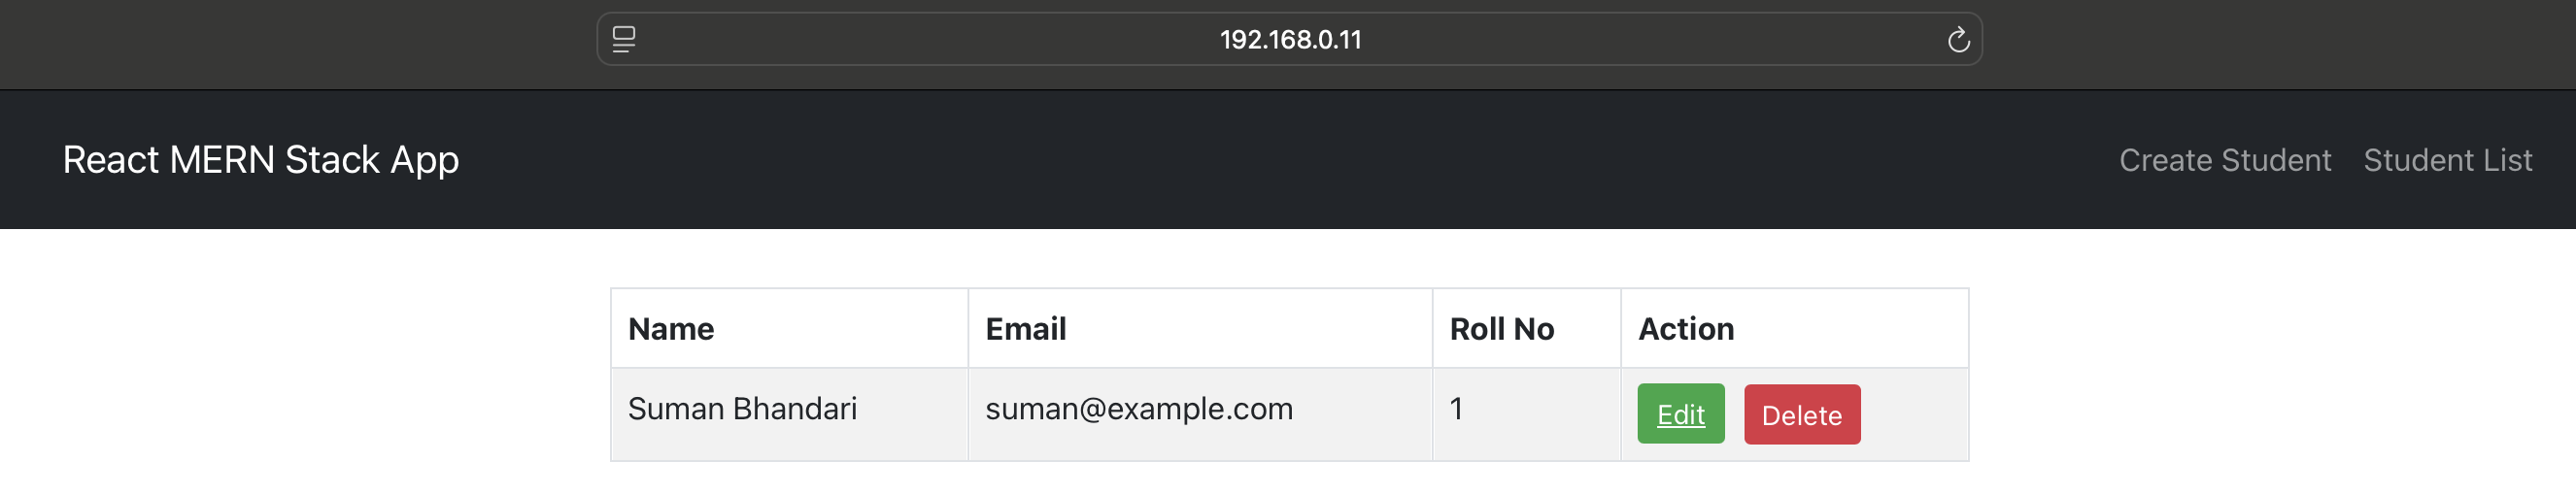 192.168.0.11
React MERN Stack App Create Student Student List
Name Email Roll No Action
Suman Bhandari suman@example.com 1 Edit Delete